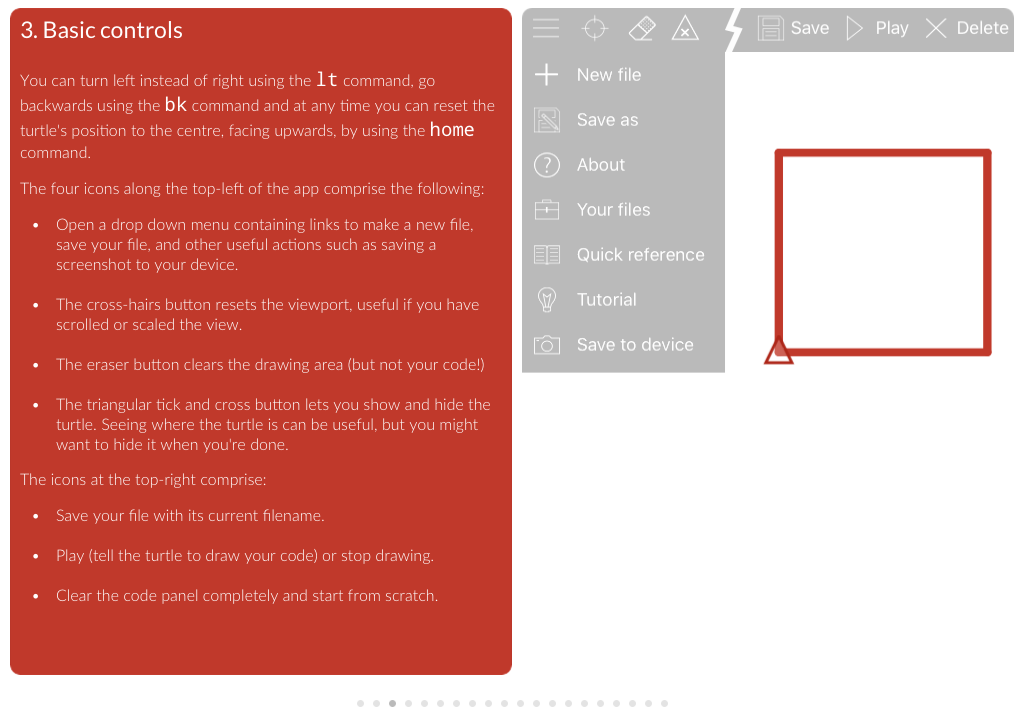 3. Basic controls
You can turn left instead of right using the lt command, go
backwards using the bk command and at any time you can reset the
turtle's position to the centre, facing upwards, by using the home
command.
The four icons along the top-left of the app comprise the following:
• Open a drop down menu containing links to make a new file,
save your file, and other useful actions such as saving a
screenshot to your device.
• The cross-hairs button resets the viewport, useful if you have
scrolled or scaled the view.
• The eraser button clears the drawing area (but not your code!)
• The triangular tick and cross button lets you show and hide the
turtle. Seeing where the turtle is can be useful, but you might
want to hide it when you're done.
The icons at the top-right comprise:
• Save your file with its current filename.
• Play (tell the turtle to draw your code) or stop drawing.
• Clear the code panel completely and start from scratch.
Save Play Delete
New file
Save as
About
Your files
Quick reference
Tutorial
Save to device